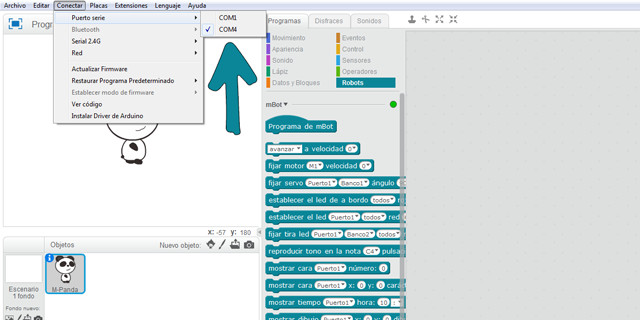 Archivo Editar Conectar Placas Extensiones Lenguaje Ayuda
Progr
Puerto serie
Bluetooth
Serial 2.4G
Red
Actualizar Firmware
Restaurar Programa Predeterminado
Establecer modo de firmware
Ver código
Instalar Driver de Arduino
COM1
COM4
x: -57 y: 180
Objetos Nuevo objeto:
Escenario
1 fondo
Fondo nuevo:
M-Panda
Programas Disfraces Sonidos
Movimiento Eventos
Apariencia Control
Sonido Sensores
Lápiz Operadores
Datos y Bloques Robots
mBot
Programa de mBot
avanzar a velocidad 0
fijar motor M1 velocidad 0
fijar servo Puerto1 Banco1 ángulo
establecer el led de a bordo todos re
establecer el led Puerto1 todos red
fijar tira led Puerto1 Banco2 todos
reproducir tono en la nota C4 pulsa
mostrar cara Puerto1 número: 0
mostrar cara Puerto1 x: 0 y: 0 cará
mostrar tiempo Puerto1 hora: 10 :
mostrar dibujo Puerto1 x: 0 y: 0 d